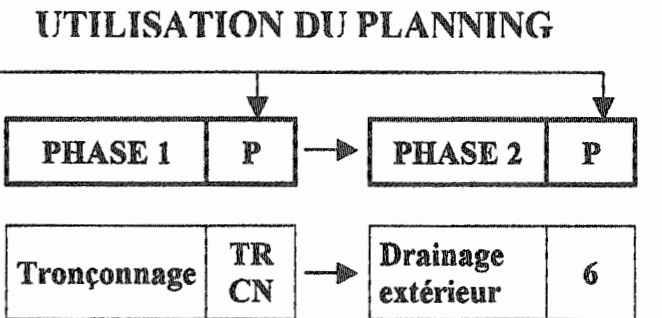 UTILISATION DU PLANNING
PHASE 1 P PHASE 2 P
Tronçonnage TR CN Drainage extérieur 6